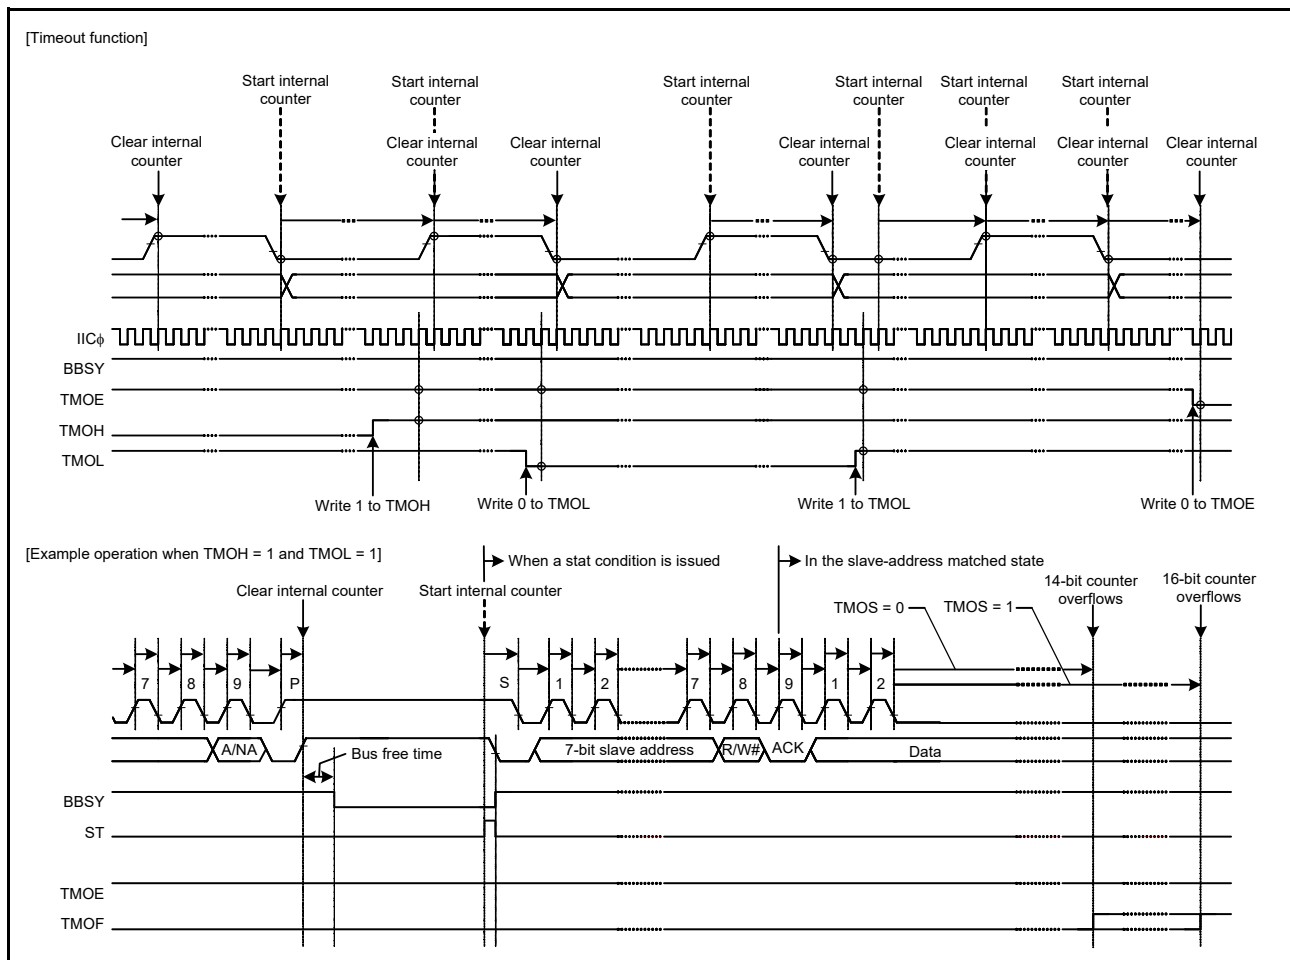 [Timeout function]
Start internal
counter
Start internal
counter
Start internal
counter
Start internal
counter
Start internal
counter
Start internal
counter
Clear internal
counter
Clear internal
counter
Clear internal
counter
Clear internal
counter
Clear internal
counter
Clear internal
counter
Clear internal
counter
IICϕ
BBSY
TMOE
TMOH
TMOL
Write 1 to TMOH
Write 0 to TMOL
Write 1 to TMOL
Write 0 to TMOE
[Example operation when TMOH = 1 and TMOL = 1]
When a stat condition is issued
In the slave-address matched state
Clear internal counter
Start internal counter
14-bit counter
overflows
16-bit counter
overflows
TMOS = 0
TMOS = 1
7 8 9 P S 1 2 7 8 9 1 2
A/NA
Bus free time
7-bit slave address
R/W#
ACK
Data
BBSY
ST
TMOE
TMOF